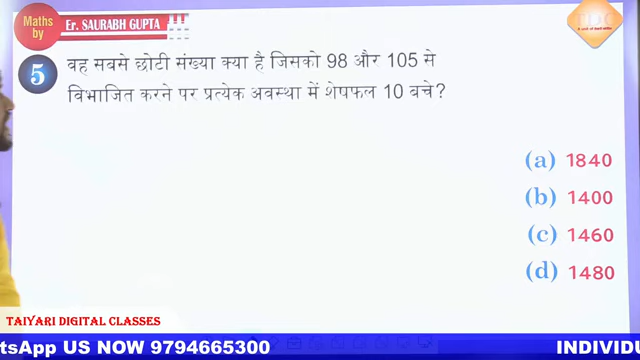 Maths
by
Er. SAURABH GUPTA
TDC
5
वह सबसे छोटी संख्या क्या है जिसको 98 और 105 से
विभाजित करने पर प्रत्येक अवस्था में शेषफल 10 बचे?
(a) 1840
(b) 1400
(c) 1460
(d) 1480
TAIYARI DIGITAL CLASSES
tsApp US NOW 9794665300
INDIVIDU